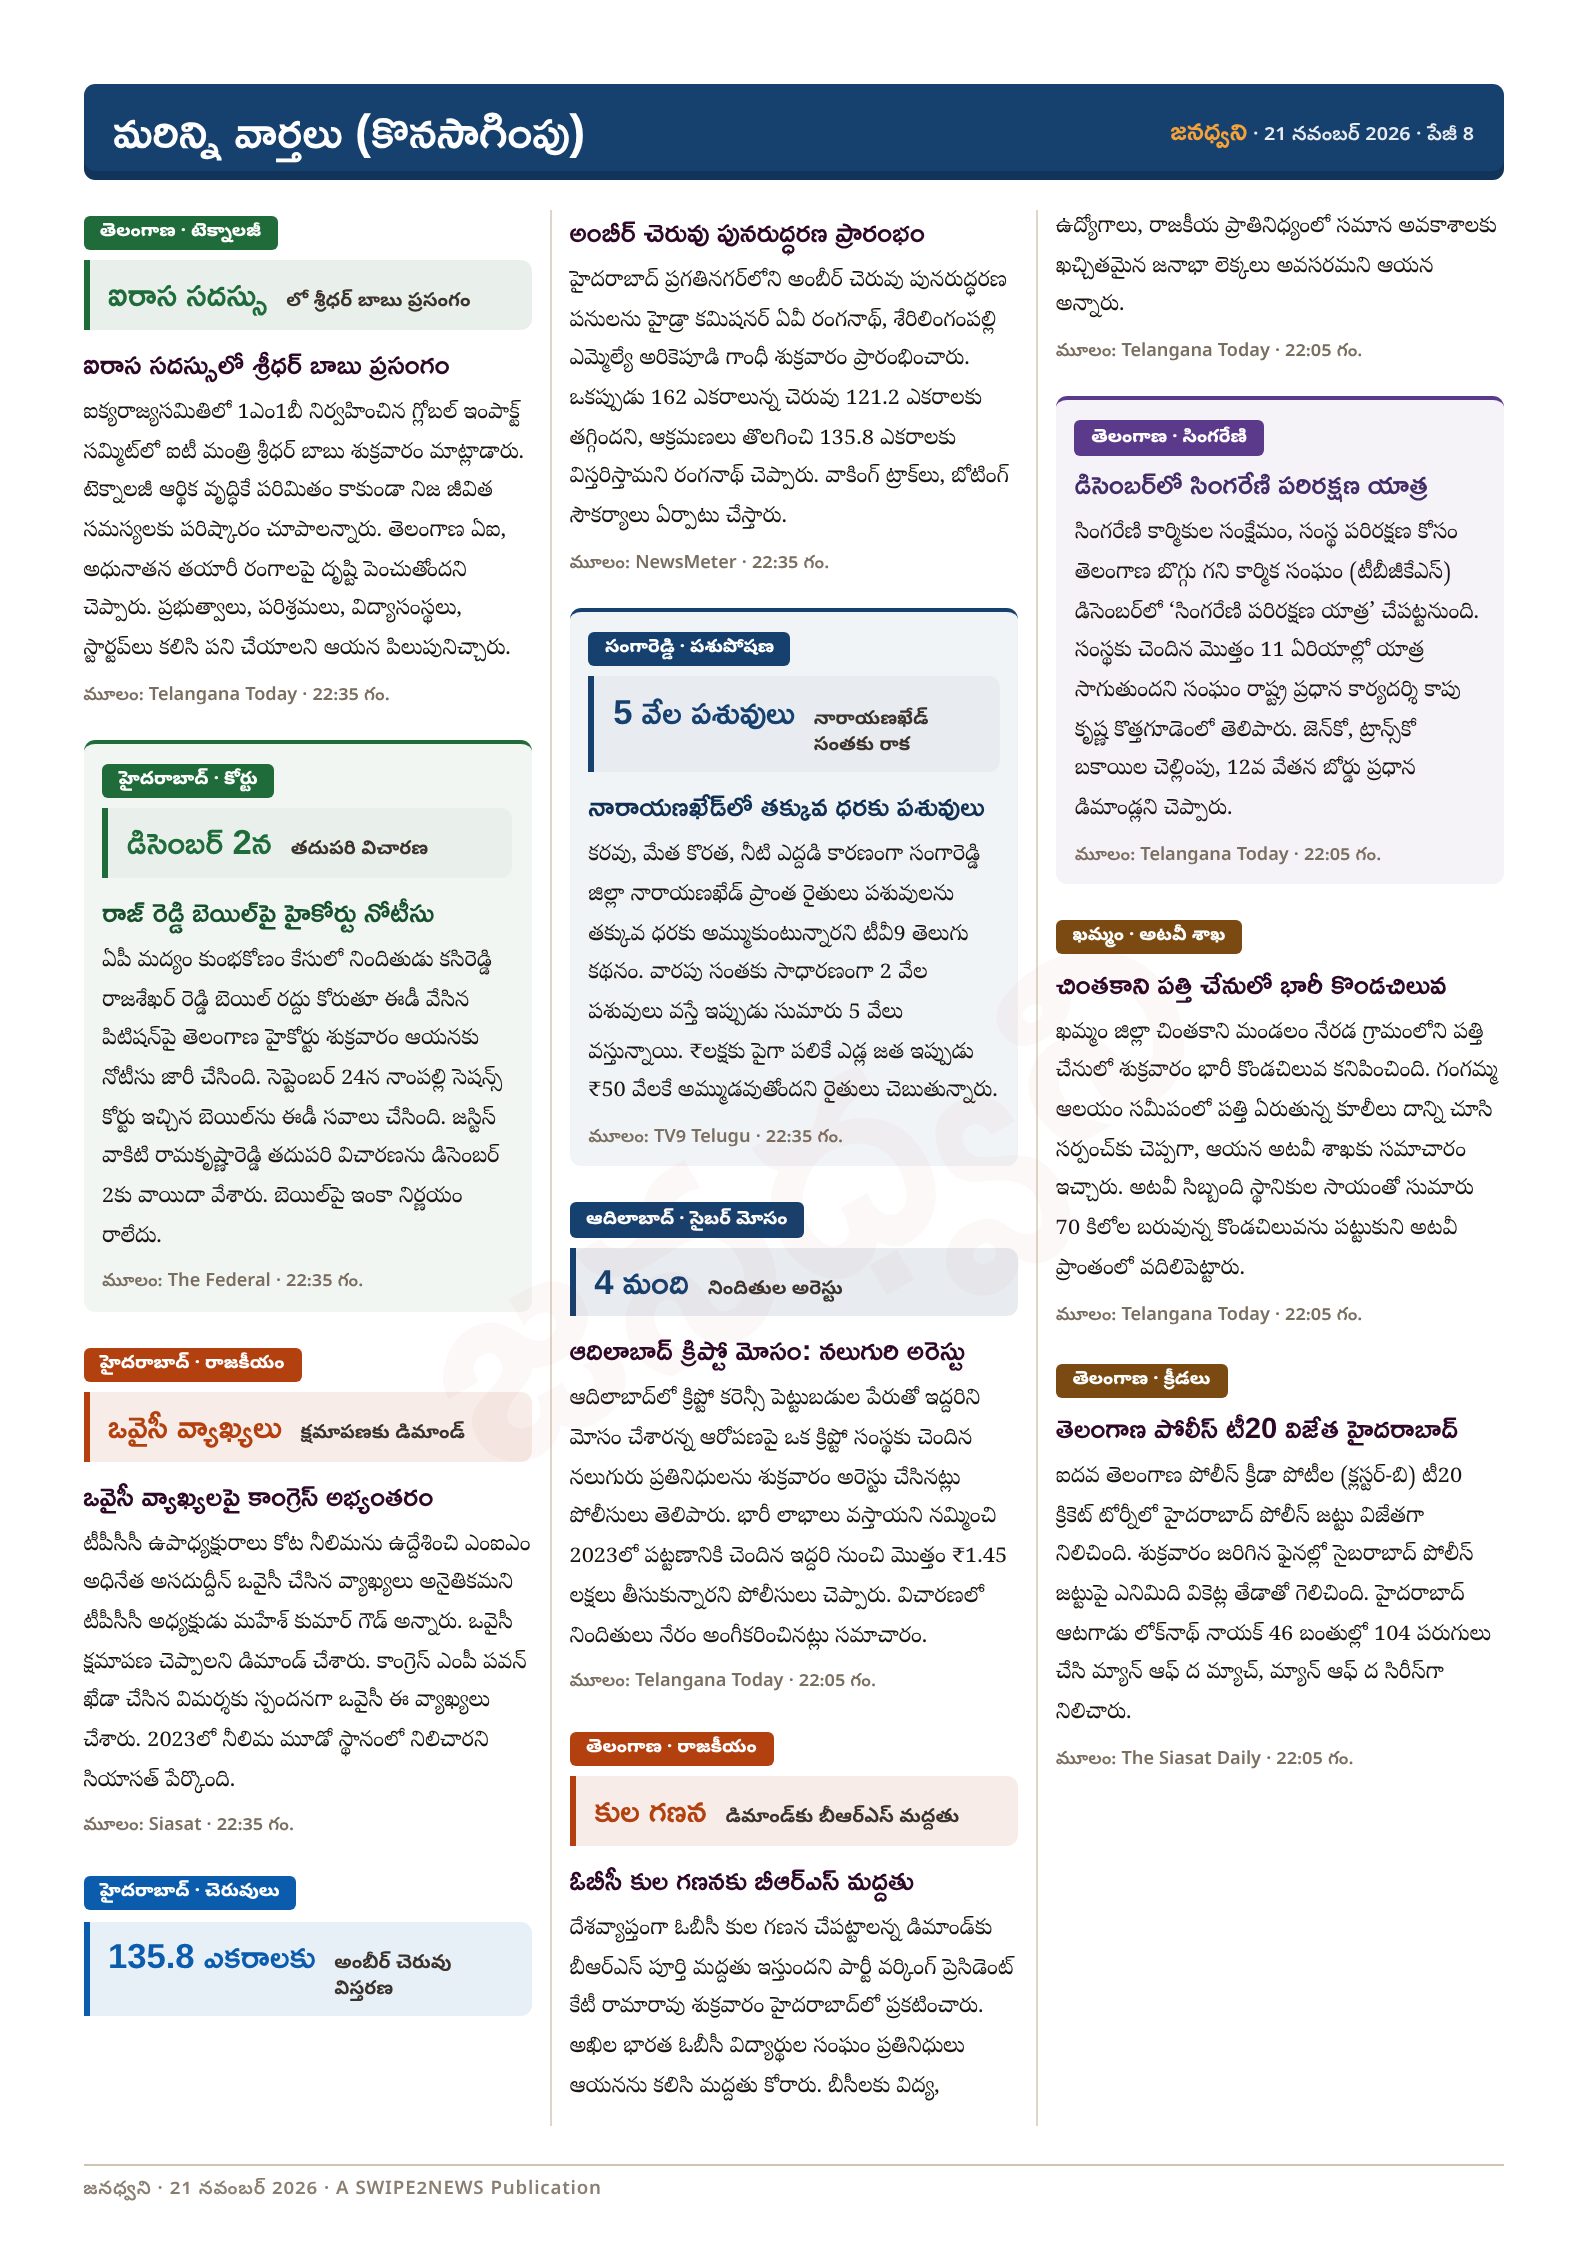 మరిన్ని వార్తలు (కొనసాగింపు)
జనధ్వని · 21 నవంబర్ 2026 · పేజీ 8
తెలంగాణ · టెక్నాలజీ
ఐరాస సదస్సు లో శ్రీధర్ బాబు ప్రసంగం
ఐరాస సదస్సులో శ్రీధర్ బాబు ప్రసంగం
ఐక్యరాజ్యసమితిలో 1ఎం1బీ నిర్వహించిన గ్లోబల్ ఇంపాక్ట్
సమ్మిట్‌లో ఐటీ మంత్రి శ్రీధర్ బాబు శుక్రవారం మాట్లాడారు.
టెక్నాలజీ ఆర్థిక వృద్ధికే పరిమితం కాకుండా నిజ జీవిత
సమస్యలకు పరిష్కారం చూపాలన్నారు. తెలంగాణ ఏఐ,
అధునాతన తయారీ రంగాలపై దృష్టి పెంచుతోందని
చెప్పారు. ప్రభుత్వాలు, పరిశ్రమలు, విద్యాసంస్థలు,
స్టార్టప్‌లు కలిసి పని చేయాలని ఆయన పిలుపునిచ్చారు.
మూలం: Telangana Today · 22:35 గం.
హైదరాబాద్ · కోర్టు
డిసెంబర్ 2న తదుపరి విచారణ
రాజ్ రెడ్డి బెయిల్‌పై హైకోర్టు నోటీసు
ఏపీ మద్యం కుంభకోణం కేసులో నిందితుడు కసిరెడ్డి
రాజశేఖర్ రెడ్డి బెయిల్ రద్దు కోరుతూ ఈడీ వేసిన
పిటిషన్‌పై తెలంగాణ హైకోర్టు శుక్రవారం ఆయనకు
నోటీసు జారీ చేసింది. సెప్టెంబర్ 24న నాంపల్లి సెషన్స్
కోర్టు ఇచ్చిన బెయిల్‌ను ఈడీ సవాలు చేసింది. జస్టిస్
వాకిటి రామకృష్ణారెడ్డి తదుపరి విచారణను డిసెంబర్
2కు వాయిదా వేశారు. బెయిల్‌పై ఇంకా నిర్ణయం
రాలేదు.
మూలం: The Federal · 22:35 గం.
హైదరాబాద్ · రాజకీయం
ఒవైసీ వ్యాఖ్యలు క్షమాపణకు డిమాండ్
ఒవైసీ వ్యాఖ్యలపై కాంగ్రెస్ అభ్యంతరం
టీపీసీసీ ఉపాధ్యక్షురాలు కోట నీలిమను ఉద్దేశించి ఎంఐఎం
అధినేత అసదుద్దీన్ ఒవైసీ చేసిన వ్యాఖ్యలు అనైతికమని
టీపీసీసీ అధ్యక్షుడు మహేశ్ కుమార్ గౌడ్ అన్నారు. ఒవైసీ
క్షమాపణ చెప్పాలని డిమాండ్ చేశారు. కాంగ్రెస్ ఎంపీ పవన్
ఖేడా చేసిన విమర్శకు స్పందనగా ఒవైసీ ఈ వ్యాఖ్యలు
చేశారు. 2023లో నీలిమ మూడో స్థానంలో నిలిచారని
సియాసత్ పేర్కొంది.
మూలం: Siasat · 22:35 గం.
హైదరాబాద్ · చెరువులు
135.8 ఎకరాలకు అంబీర్ చెరువు
విస్తరణ
అంబీర్ చెరువు పునరుద్ధరణ ప్రారంభం
హైదరాబాద్ ప్రగతినగర్‌లోని అంబీర్ చెరువు పునరుద్ధరణ
పనులను హైడ్రా కమిషనర్ ఏవీ రంగనాథ్, శేరిలింగంపల్లి
ఎమ్మెల్యే అరికెపూడి గాంధీ శుక్రవారం ప్రారంభించారు.
ఒకప్పుడు 162 ఎకరాలున్న చెరువు 121.2 ఎకరాలకు
తగ్గిందని, ఆక్రమణలు తొలగించి 135.8 ఎకరాలకు
విస్తరిస్తామని రంగనాథ్ చెప్పారు. వాకింగ్ ట్రాక్‌లు, బోటింగ్
సౌకర్యాలు ఏర్పాటు చేస్తారు.
మూలం: NewsMeter · 22:35 గం.
సంగారెడ్డి · పశుపోషణ
5 వేల పశువులు నారాయణఖేడ్
సంతకు రాక
నారాయణఖేడ్‌లో తక్కువ ధరకు పశువులు
కరవు, మేత కొరత, నీటి ఎద్దడి కారణంగా సంగారెడ్డి
జిల్లా నారాయణఖేడ్ ప్రాంత రైతులు పశువులను
తక్కువ ధరకు అమ్ముకుంటున్నారని టీవీ9 తెలుగు
కథనం. వారపు సంతకు సాధారణంగా 2 వేల
పశువులు వస్తే ఇప్పుడు సుమారు 5 వేలు
వస్తున్నాయి. ₹లక్షకు పైగా పలికే ఎడ్ల జత ఇప్పుడు
₹50 వేలకే అమ్ముడవుతోందని రైతులు చెబుతున్నారు.
మూలం: TV9 Telugu · 22:35 గం.
ఆదిలాబాద్ · సైబర్ మోసం
4 మంది నిందితుల అరెస్టు
ఆదిలాబాద్ క్రిప్టో మోసం: నలుగురి అరెస్టు
ఆదిలాబాద్‌లో క్రిప్టో కరెన్సీ పెట్టుబడుల పేరుతో ఇద్దరిని
మోసం చేశారన్న ఆరోపణపై ఒక క్రిప్టో సంస్థకు చెందిన
నలుగురు ప్రతినిధులను శుక్రవారం అరెస్టు చేసినట్లు
పోలీసులు తెలిపారు. భారీ లాభాలు వస్తాయని నమ్మించి
2023లో పట్టణానికి చెందిన ఇద్దరి నుంచి మొత్తం ₹1.45
లక్షలు తీసుకున్నారని పోలీసులు చెప్పారు. విచారణలో
నిందితులు నేరం అంగీకరించినట్లు సమాచారం.
మూలం: Telangana Today · 22:05 గం.
తెలంగాణ · రాజకీయం
కుల గణన డిమాండ్‌కు బీఆర్ఎస్ మద్దతు
ఓబీసీ కుల గణనకు బీఆర్ఎస్ మద్దతు
దేశవ్యాప్తంగా ఓబీసీ కుల గణన చేపట్టాలన్న డిమాండ్‌కు
బీఆర్ఎస్ పూర్తి మద్దతు ఇస్తుందని పార్టీ వర్కింగ్ ప్రెసిడెంట్
కేటీ రామారావు శుక్రవారం హైదరాబాద్‌లో ప్రకటించారు.
అఖిల భారత ఓబీసీ విద్యార్థుల సంఘం ప్రతినిధులు
ఆయనను కలిసి మద్దతు కోరారు. బీసీలకు విద్య,
ఉద్యోగాలు, రాజకీయ ప్రాతినిధ్యంలో సమాన అవకాశాలకు
ఖచ్చితమైన జనాభా లెక్కలు అవసరమని ఆయన
అన్నారు.
మూలం: Telangana Today · 22:05 గం.
తెలంగాణ · సింగరేణి
డిసెంబర్‌లో సింగరేణి పరిరక్షణ యాత్ర
సింగరేణి కార్మికుల సంక్షేమం, సంస్థ పరిరక్షణ కోసం
తెలంగాణ బొగ్గు గని కార్మిక సంఘం (టీబీజీకేఎస్)
డిసెంబర్‌లో ‘సింగరేణి పరిరక్షణ యాత్ర’ చేపట్టనుంది.
సంస్థకు చెందిన మొత్తం 11 ఏరియాల్లో యాత్ర
సాగుతుందని సంఘం రాష్ట్ర ప్రధాన కార్యదర్శి కాపు
కృష్ణ కొత్తగూడెంలో తెలిపారు. జెన్‌కో, ట్రాన్స్‌కో
బకాయిల చెల్లింపు, 12వ వేతన బోర్డు ప్రధాన
డిమాండ్లని చెప్పారు.
మూలం: Telangana Today · 22:05 గం.
ఖమ్మం · అటవీ శాఖ
చింతకాని పత్తి చేనులో భారీ కొండచిలువ
ఖమ్మం జిల్లా చింతకాని మండలం నేరడ గ్రామంలోని పత్తి
చేనులో శుక్రవారం భారీ కొండచిలువ కనిపించింది. గంగమ్మ
ఆలయం సమీపంలో పత్తి ఏరుతున్న కూలీలు దాన్ని చూసి
సర్పంచ్‌కు చెప్పగా, ఆయన అటవీ శాఖకు సమాచారం
ఇచ్చారు. అటవీ సిబ్బంది స్థానికుల సాయంతో సుమారు
70 కిలోల బరువున్న కొండచిలువను పట్టుకుని అటవీ
ప్రాంతంలో వదిలిపెట్టారు.
మూలం: Telangana Today · 22:05 గం.
తెలంగాణ · క్రీడలు
తెలంగాణ పోలీస్ టీ20 విజేత హైదరాబాద్
ఐదవ తెలంగాణ పోలీస్ క్రీడా పోటీల (క్లస్టర్-బి) టీ20
క్రికెట్ టోర్నీలో హైదరాబాద్ పోలీస్ జట్టు విజేతగా
నిలిచింది. శుక్రవారం జరిగిన ఫైనల్లో సైబరాబాద్ పోలీస్
జట్టుపై ఎనిమిది వికెట్ల తేడాతో గెలిచింది. హైదరాబాద్
ఆటగాడు లోక్‌నాథ్ నాయక్ 46 బంతుల్లో 104 పరుగులు
చేసి మ్యాన్ ఆఫ్ ద మ్యాచ్, మ్యాన్ ఆఫ్ ద సిరీస్‌గా
నిలిచారు.
మూలం: The Siasat Daily · 22:05 గం.
జనధ్వని
జనధ్వని · 21 నవంబర్ 2026 · A SWIPE2NEWS Publication